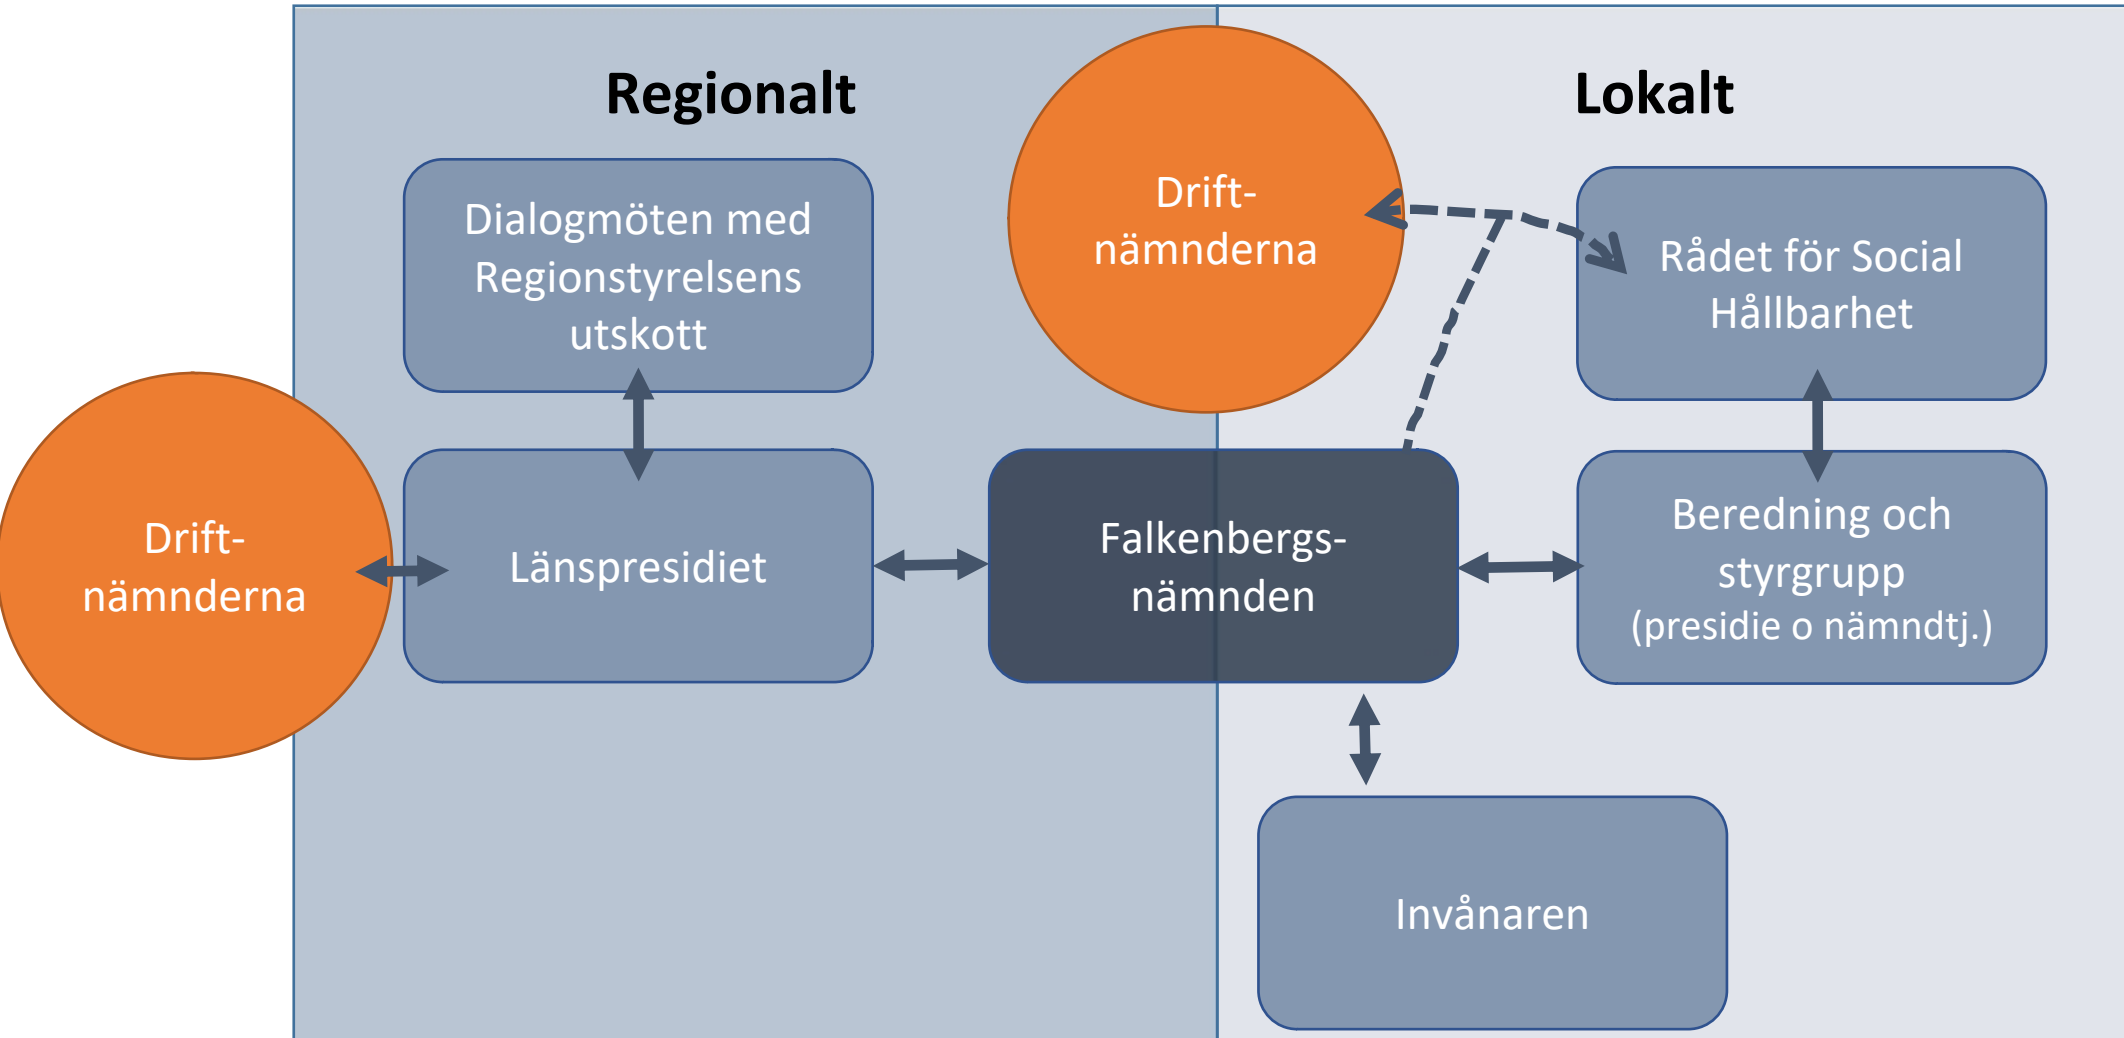 Regionalt
Lokalt
Dialogmöten med
Regionstyrelsens
utskott
Drift-
nämnderna
Rådet för Social
Hållbarhet
Drift-
nämnderna
Länspresidiet
Falkenbergs-
nämnden
Beredning och
styrgrupp
(presidie o nämndtj.)
Invånaren